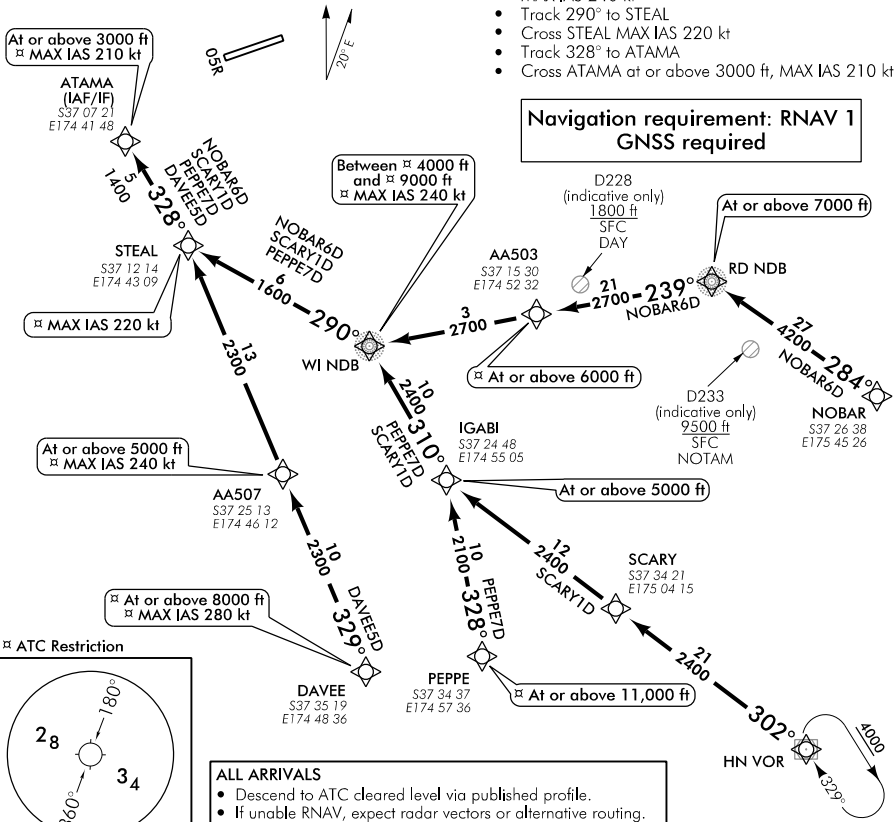 • Track 290° to STEAL
• Cross STEAL MAX IAS 220 kt
• Track 328° to ATAMA
• Cross ATAMA at or above 3000 ft, MAX IAS 210 kt
Navigation requirement: RNAV 1
GNSS required
At or above 3000 ft
¤ MAX IAS 210 kt
05R
20° E
ATAMA
(IAF/IF)
S37 07 21
E174 41 48
5
1400
328°
NOBAR6D
SCARY1D
PEPPE7D
DAVEE5D
STEAL
S37 12 14
E174 43 09
¤ MAX IAS 220 kt
NOBAR6D
SCARY1D
PEPPE7D
6
1600
290°
Between ¤ 4000 ft
and ¤ 9000 ft
¤ MAX IAS 240 kt
WI NDB
3
2700
AA503
S37 15 30
E174 52 32
¤ At or above 6000 ft
D228
(indicative only)
1800 ft
SFC
DAY
21
2700
239°
NOBAR6D
At or above 7000 ft
RD NDB
27
4200
284°
NOBAR6D
NOBAR
S37 26 38
E175 45 26
D233
(indicative only)
9500 ft
SFC
NOTAM
10
2400
310°
PEPPE7D
SCARY1D
IGABI
S37 24 48
E174 55 05
At or above 5000 ft
13
2300
At or above 5000 ft
¤ MAX IAS 240 kt
AA507
S37 25 13
E174 46 12
10
2300
329°
DAVEE5D
¤ At or above 8000 ft
¤ MAX IAS 280 kt
DAVEE
S37 35 19
E174 48 36
10
2100
328°
PEPPE7D
PEPPE
S37 34 37
E174 57 36
¤ At or above 11,000 ft
12
2400
SCARY1D
SCARY
S37 34 21
E175 04 15
21
2400
302°
HN VOR
4000
329°
¤ ATC Restriction
180°
28
34
360°
ALL ARRIVALS
• Descend to ATC cleared level via published profile.
• If unable RNAV, expect radar vectors or alternative routing.